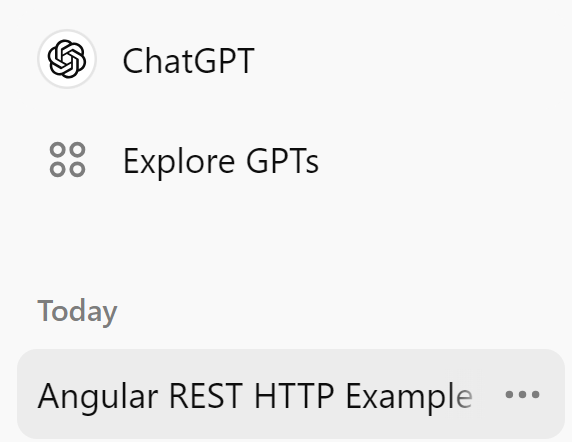 ChatGPT
Explore GPTs
Today
Angular REST HTTP Example